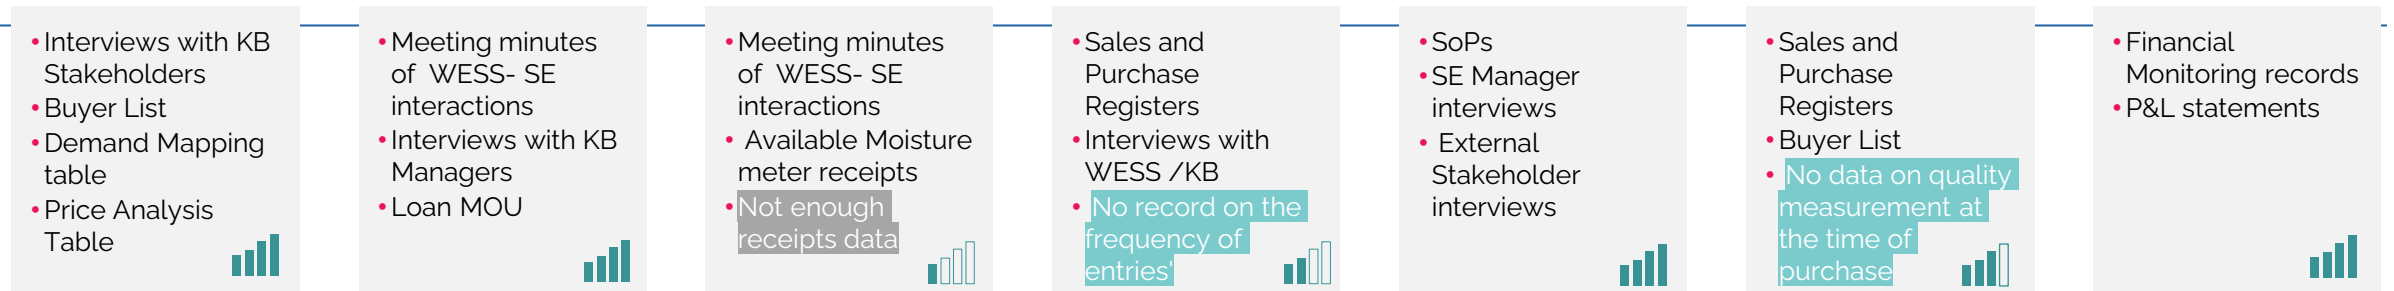 • Interviews with KB
Stakeholders
• Buyer List
• Demand Mapping
table
• Price Analysis
Table
• Meeting minutes
of WESS- SE
interactions
• Interviews with KB
Managers
• Loan MOU
• Meeting minutes
of WESS- SE
interactions
• Available Moisture
meter receipts
• Not enough
receipts data
• Sales and
Purchase
Registers
• Interviews with
WESS /KB
• No record on the
frequency of
entries'
• SoPs
• SE Manager
interviews
• External
Stakeholder
interviews
• Sales and
Purchase
Registers
• Buyer List
• No data on quality
measurement at
the time of
purchase
• Financial
Monitoring records
• P&L statements